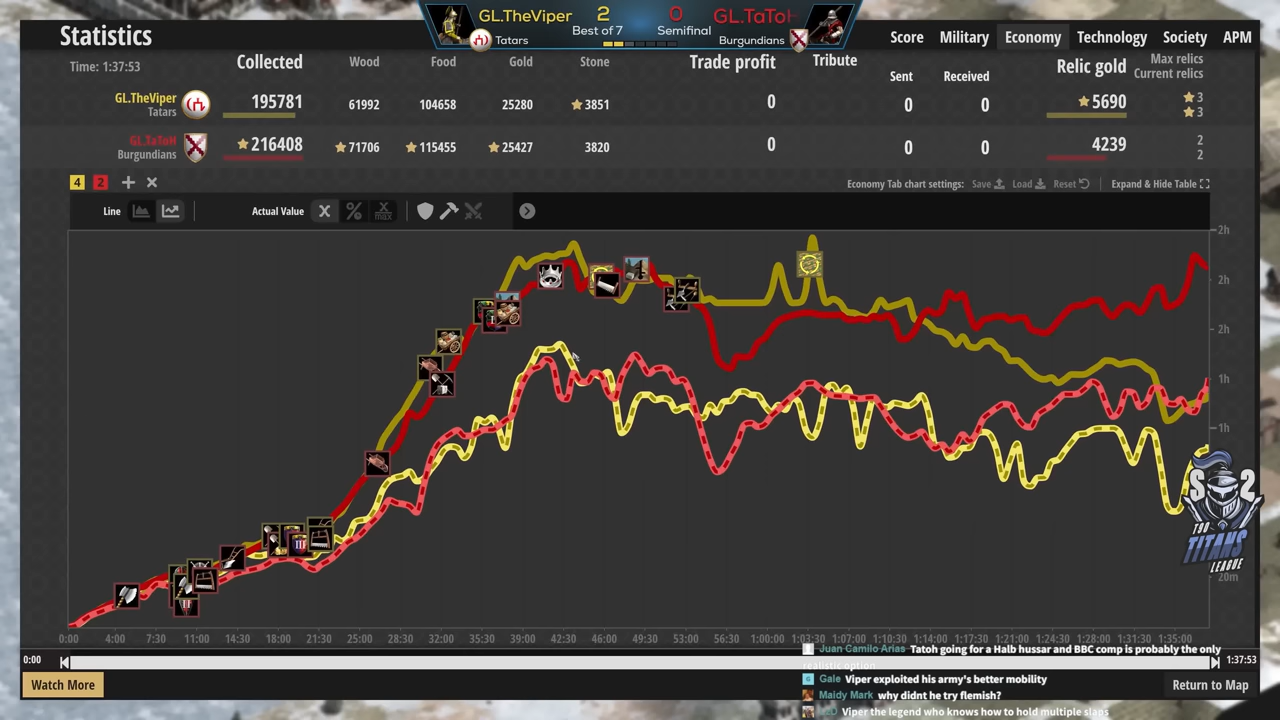 GL.TheViper 2 0 GL.TaToH
Best of 7 Semifinal
Tatars Burgundians
Statistics
Score Military Economy Technology Society APM
Time: 1:37:53
Collected Wood Food Gold Stone Trade profit Tribute Sent Received Relic gold Max relics
Current relics
GL.TheViper
Tatars
195781 61992 104658 25280 3851 0 0 0 5690 3
3
GL.TaToH
Burgundians
216408 71706 115455 25427 3820 0 0 0 4239 2
2
4 2 + ×
Economy Tab chart settings: Save Load Reset Expand & Hide Table
Line Actual Value X % X max
2h
2h
2h
1h
1h
20m
S 2
T90
TITANS
LEAGUE
0:00 4:00 7:30 11:00 14:30 18:00 21:30 25:00 28:30 32:00 35:30 39:00 42:30 46:00 49:30 53:00 56:30 1:00:00 1:03:30 1:07:00 1:10:30 1:14:00 1:17:30 1:21:00 1:24:30 1:28:00 1:31:30 1:35:00
0:00 1:37:53
Juan Camilo Arias Tatoh going for a Halb hussar and BBC comp is probably the only
realistic option
Gale Viper exploited his army's better mobility
Maidy Mark why didnt he try flemish?
Viper the legend who knows how to hold multiple slaps
Watch More
Return to Map